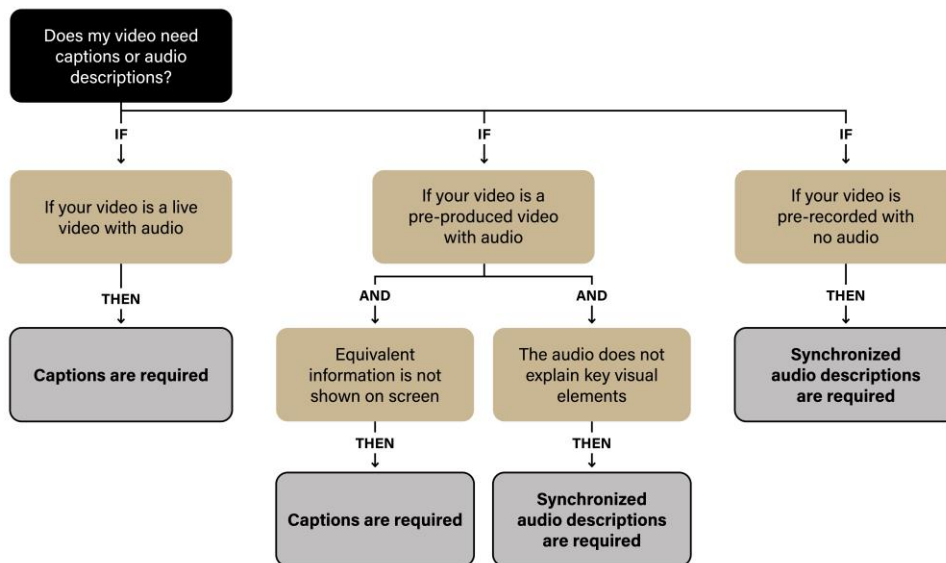 Does my video need
captions or audio
descriptions?
IF
IF
IF
If your video is a live
video with audio
If your video is a
pre-produced video
with audio
If your video is
pre-recorded with
no audio
THEN
AND
AND
THEN
Captions are required
Equivalent
information is not
shown on screen
The audio does not
explain key visual
elements
Synchronized
audio descriptions
are required
THEN
THEN
Captions are required
Synchronized
audio descriptions
are required